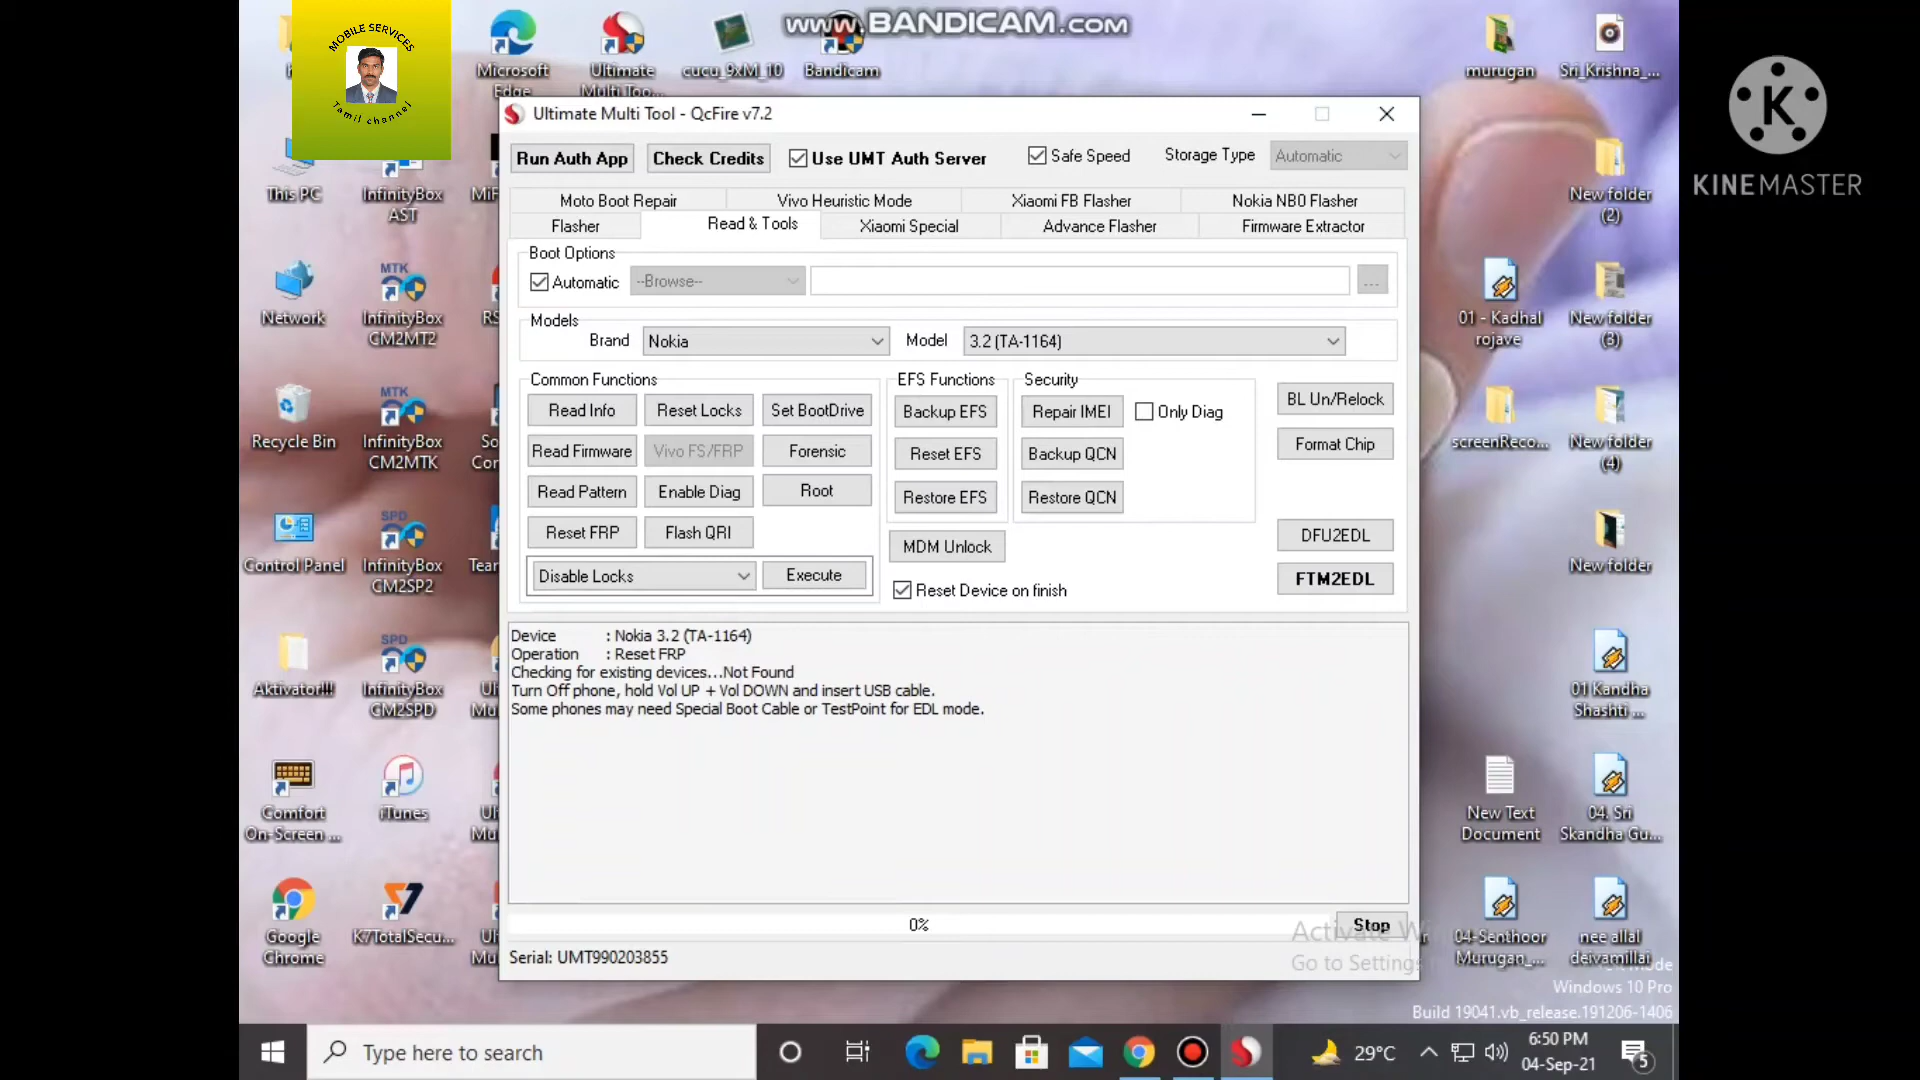 www.BANDICAM.com
MOBILE SERVICES
Tamil channel
K
KINEMASTER
Microsoft
Edge
Ultimate
Multi Too...
cucu_9xM_10
Bandicam
murugan
Sri_Krishna_...
This PC
InfinityBox
AST
New folder
(2)
Network
InfinityBox
CM2MT2
01 - Kadhal
rojave
New folder
(3)
Recycle Bin
InfinityBox
CM2MTK
screenReco...
New folder
(4)
Control Panel
InfinityBox
CM2SP2
New folder
Aktivator!!!
InfinityBox
CM2SPD
01 Kandha
Shashti ...
Comfort
On-Screen ...
iTunes
New Text
Document
04. Sri
Skandha Gu...
Google
Chrome
K7TotalSecu...
04-Senthoor
Murugan_...
nee allal
deivamillai
MTK
MTK
SPD
SPD
Ultimate Multi Tool - QcFire v7.2
Run Auth App
Check Credits
Use UMT Auth Server
Safe Speed
Storage Type
Automatic
Moto Boot Repair
Vivo Heuristic Mode
Xiaomi FB Flasher
Nokia NB0 Flasher
Flasher
Read & Tools
Xiaomi Special
Advance Flasher
Firmware Extractor
Boot Options
Automatic
--Browse--
...
Models
Brand
Nokia
Model
3.2 (TA-1164)
Common Functions
Read Info
Reset Locks
Set BootDrive
Read Firmware
Vivo FS/FRP
Forensic
Read Pattern
Enable Diag
Root
Reset FRP
Flash QRI
Disable Locks
Execute
EFS Functions
Backup EFS
Reset EFS
Restore EFS
MDM Unlock
Reset Device on finish
Security
Repair IMEI
Only Diag
Backup QCN
Restore QCN
BL Un/Relock
Format Chip
DFU2EDL
FTM2EDL
Device : Nokia 3.2 (TA-1164)
Operation : Reset FRP
Checking for existing devices...Not Found
Turn Off phone, hold Vol UP + Vol DOWN and insert USB cable.
Some phones may need Special Boot Cable or TestPoint for EDL mode.
0%
Stop
Serial: UMT990203855
Activate W
Go to Settings
Mode
Windows 10 Pro
Build 19041.vb_release.191206-1406
Type here to search
29°C
6:50 PM
04-Sep-21
5